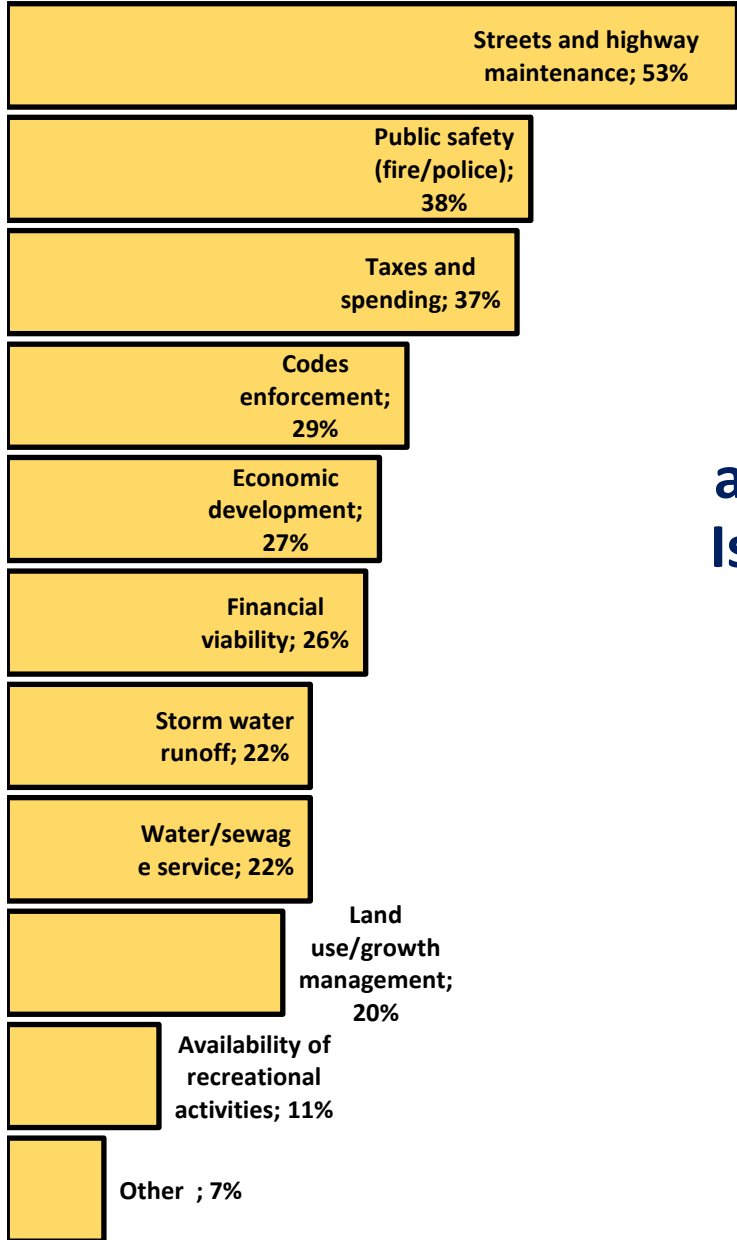 Streets and highway
maintenance; 53%
Public safety
(fire/police);
38%
Taxes and
spending; 37%
Codes
enforcement;
29%
Economic
development;
27%
Financial
viability; 26%
Storm water
runoff; 22%
Water/sewag
e service; 22%
Land
use/growth
management;
20%
Availability of
recreational
activities; 11%
Other ; 7%